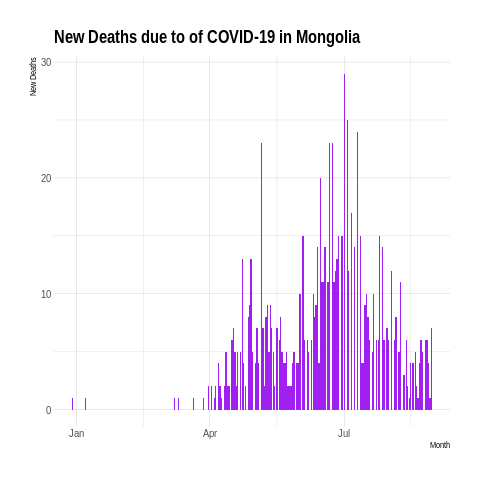 New Deaths due to of COVID-19 in Mongolia
New Deaths
30
20
10
0
Jan
Apr
Jul
Month